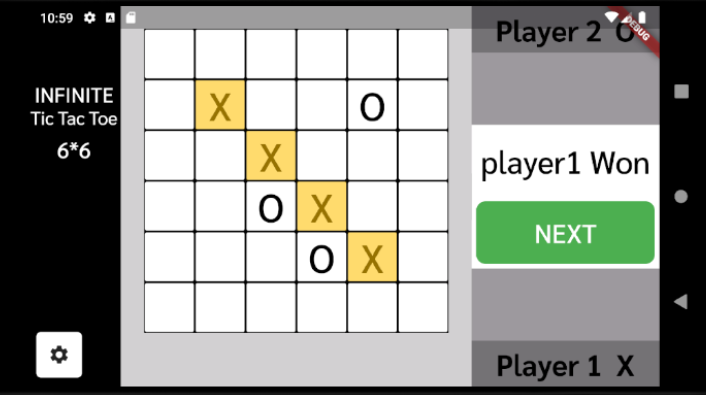 10:59
A
INFINITE
Tic Tac Toe
6*6
X O
X
O X
O X
Player 2 O
DEBUG
player1 Won
NEXT
Player 1 X